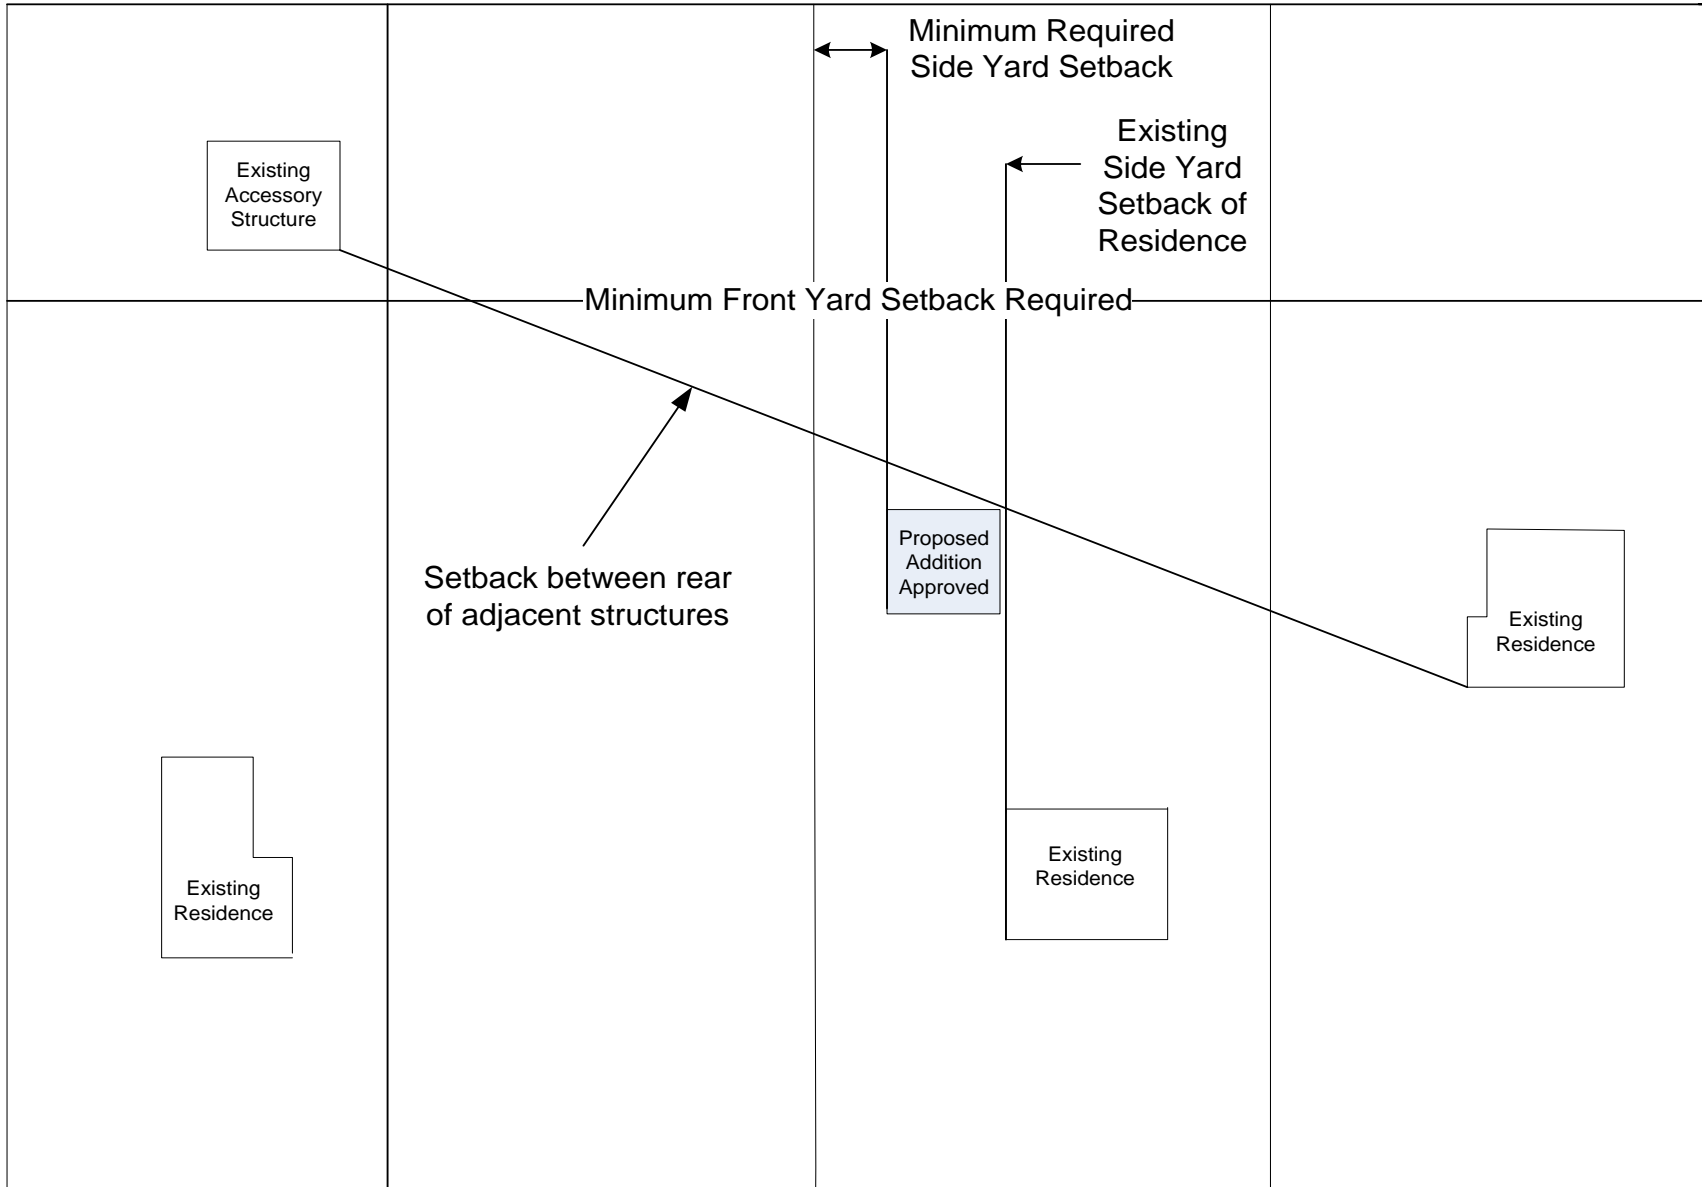 Minimum Required
Side Yard Setback
Existing
Side Yard
Setback of
Residence
Existing
Accessory
Structure
Minimum Front Yard Setback Required
Setback between rear
of adjacent structures
Proposed
Addition
Approved
Existing
Residence
Existing
Residence
Existing
Residence